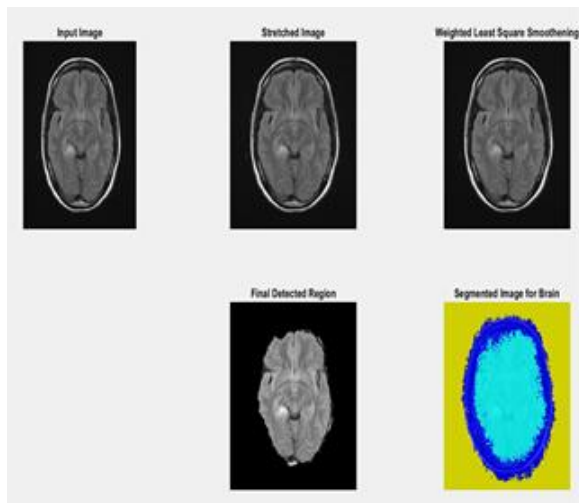 Input Image
Stretched Image
Weighted Least Square Smoothening
Final Detected Region
Segmented Image for Brain